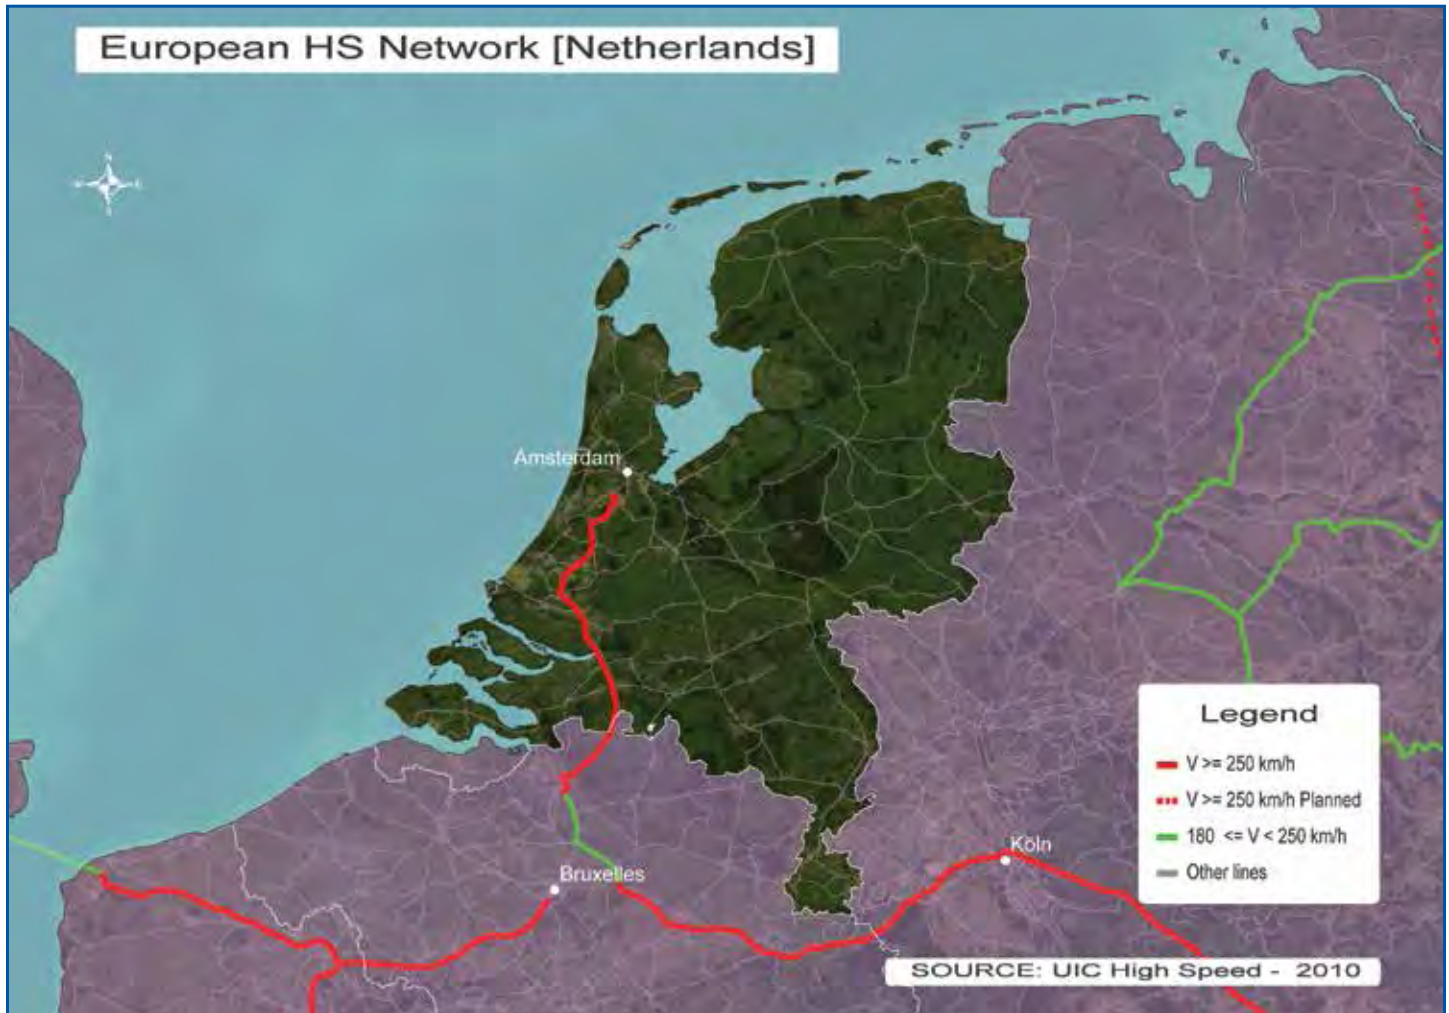 European HS Network [Netherlands]
N
Amsterdam
Legend
V >= 250 km/h
V >= 250 km/h Planned
180 <= V < 250 km/h
Other lines
Köln
Bruxelles
SOURCE: UIC High Speed - 2010